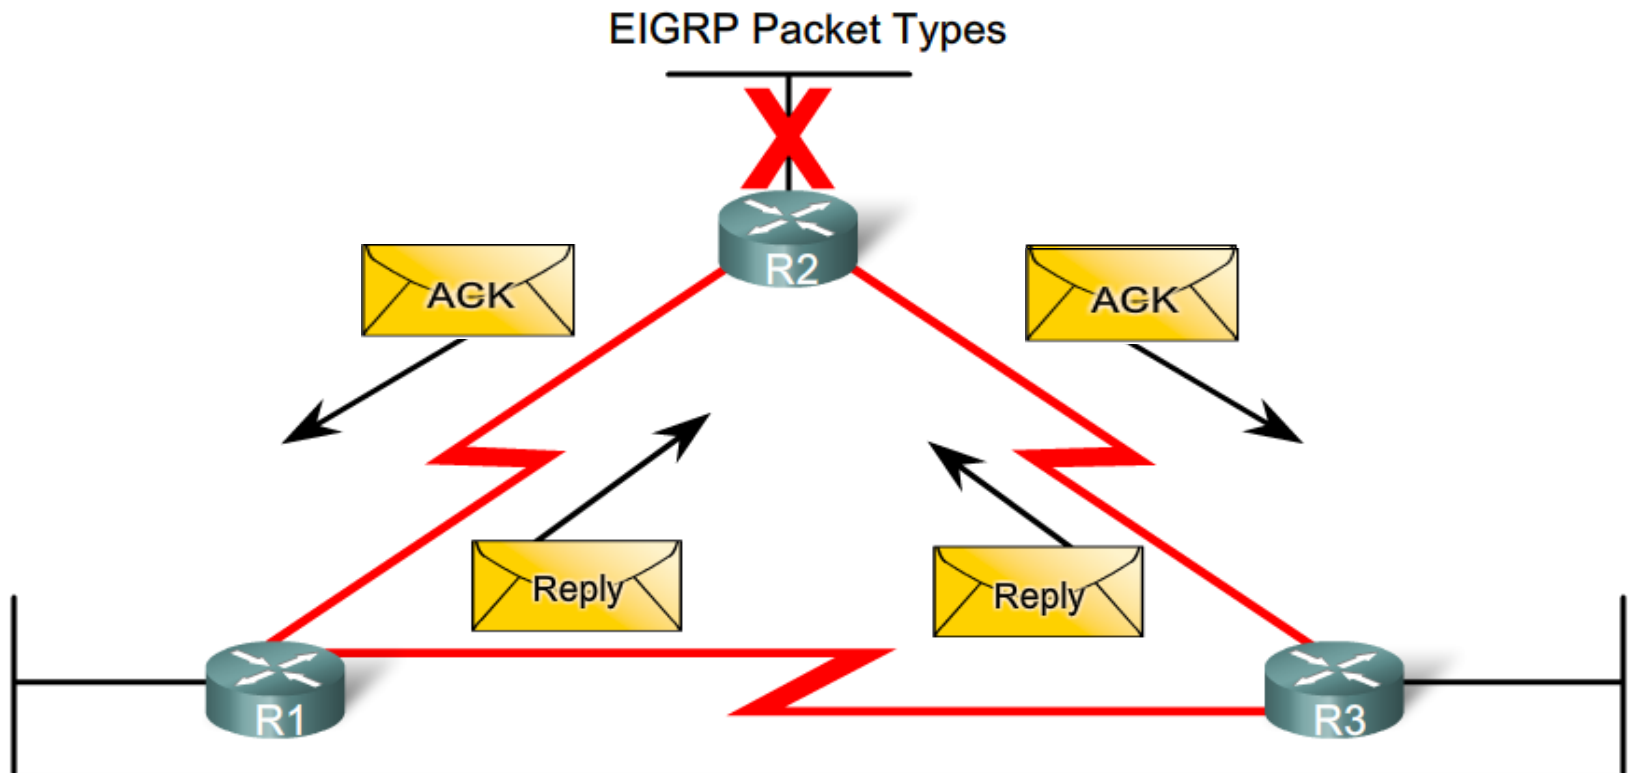 EIGRP Packet Types
R2
ACK
ACK
Reply
Reply
R1
R3